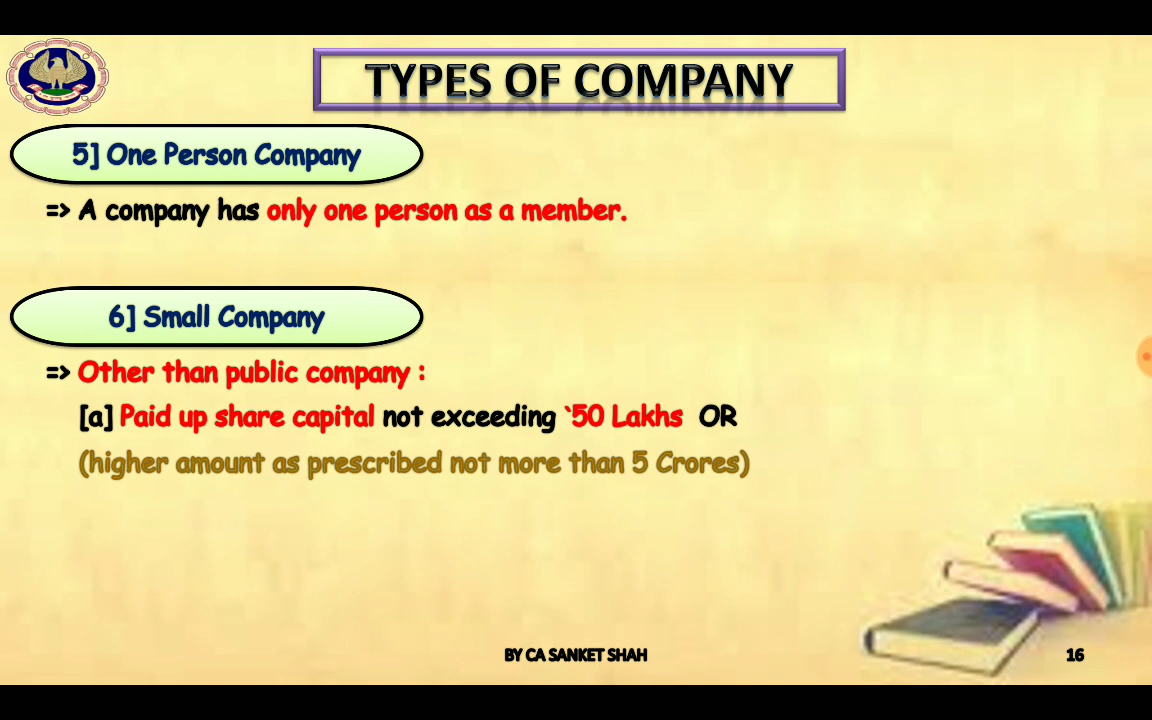 TYPES OF COMPANY
5] One Person Company
=> A company has only one person as a member.
6] Small Company
=> Other than public company :
[a] Paid up share capital not exceeding `50 Lakhs OR
(higher amount as prescribed not more than 5 Crores)
BY CA SANKET SHAH
16